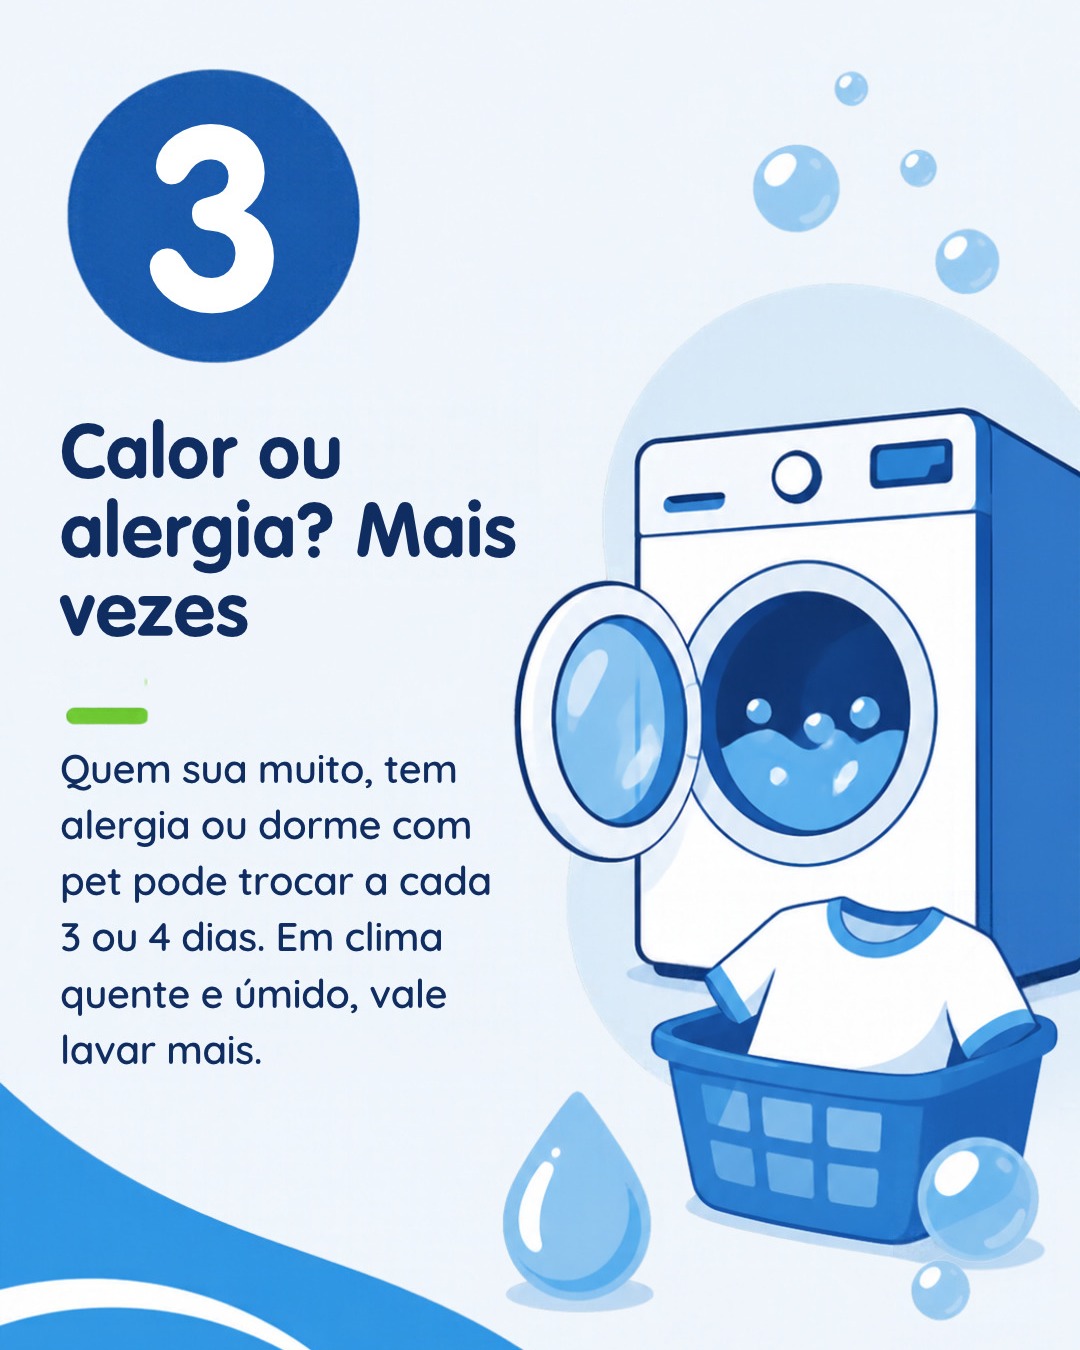 3
Calor ou
alergia? Mais
vezes
Quem sua muito, tem
alergia ou dorme com
pet pode trocar a cada
3 ou 4 dias. Em clima
quente e úmido, vale
lavar mais.